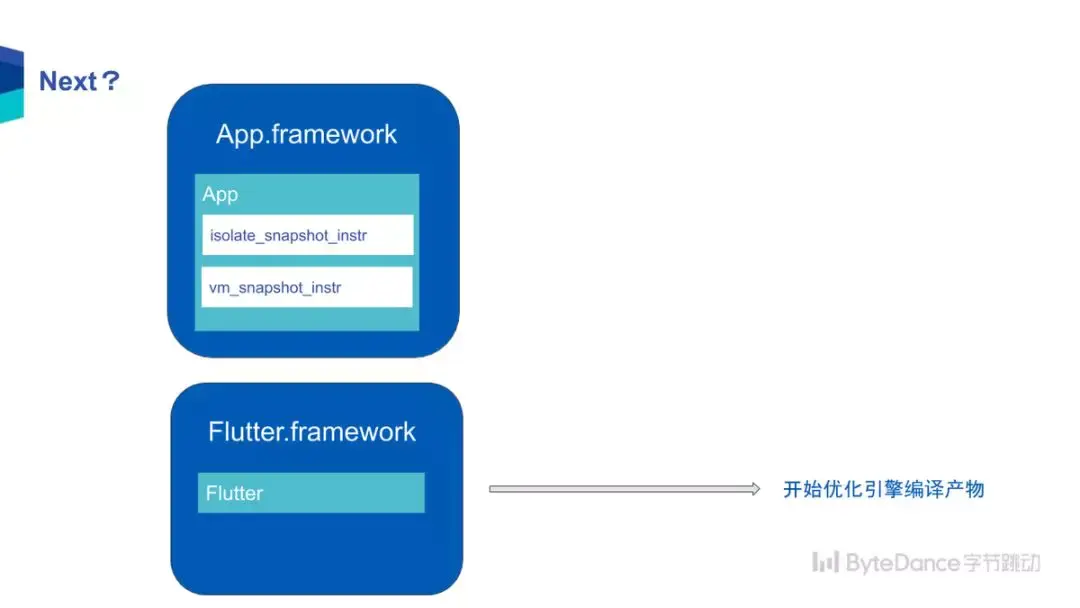 Next？
App.framework
App
isolate_snapshot_instr
vm_snapshot_instr
Flutter.framework
Flutter
开始优化引擎编译产物
ByteDance字节跳动